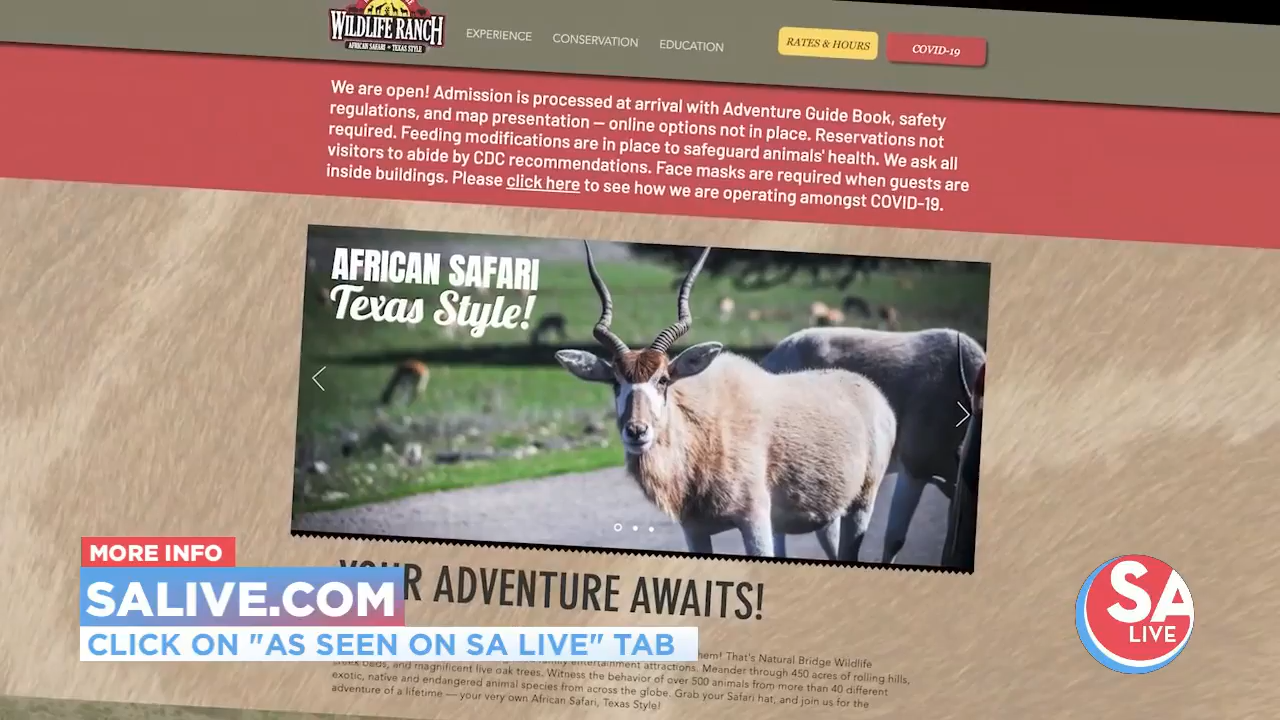 WILDLIFE RANCH
AFRICAN SAFARI - TEXAS STYLE
EXPERIENCE CONSERVATION EDUCATION RATES & HOURS COVID-19
We are open! Admission is processed at arrival with Adventure Guide Book, safety
regulations, and map presentation — online options not in place. Reservations not
required. Feeding modifications are in place to safeguard animals' health. We ask all
visitors to abide by CDC recommendations. Face masks are required when guests are
inside buildings. Please click here to see how we are operating amongst COVID-19.
AFRICAN SAFARI
Texas Style!
ADVENTURE AWAITS!
MORE INFO
SALIVE.COM
CLICK ON "AS SEEN ON SA LIVE" TAB
SA
LIVE
entertainment attractions. Meander through 450 acres of rolling hills,
That's Natural Bridge Wildlife
beds, and magnificent live oak trees. Witness the behavior of over 500 animals from more than 40 different
exotic, native and endangered animal species from across the globe. Grab your Safari hat, and join us for the
adventure of a lifetime — your very own African Safari, Texas Style!